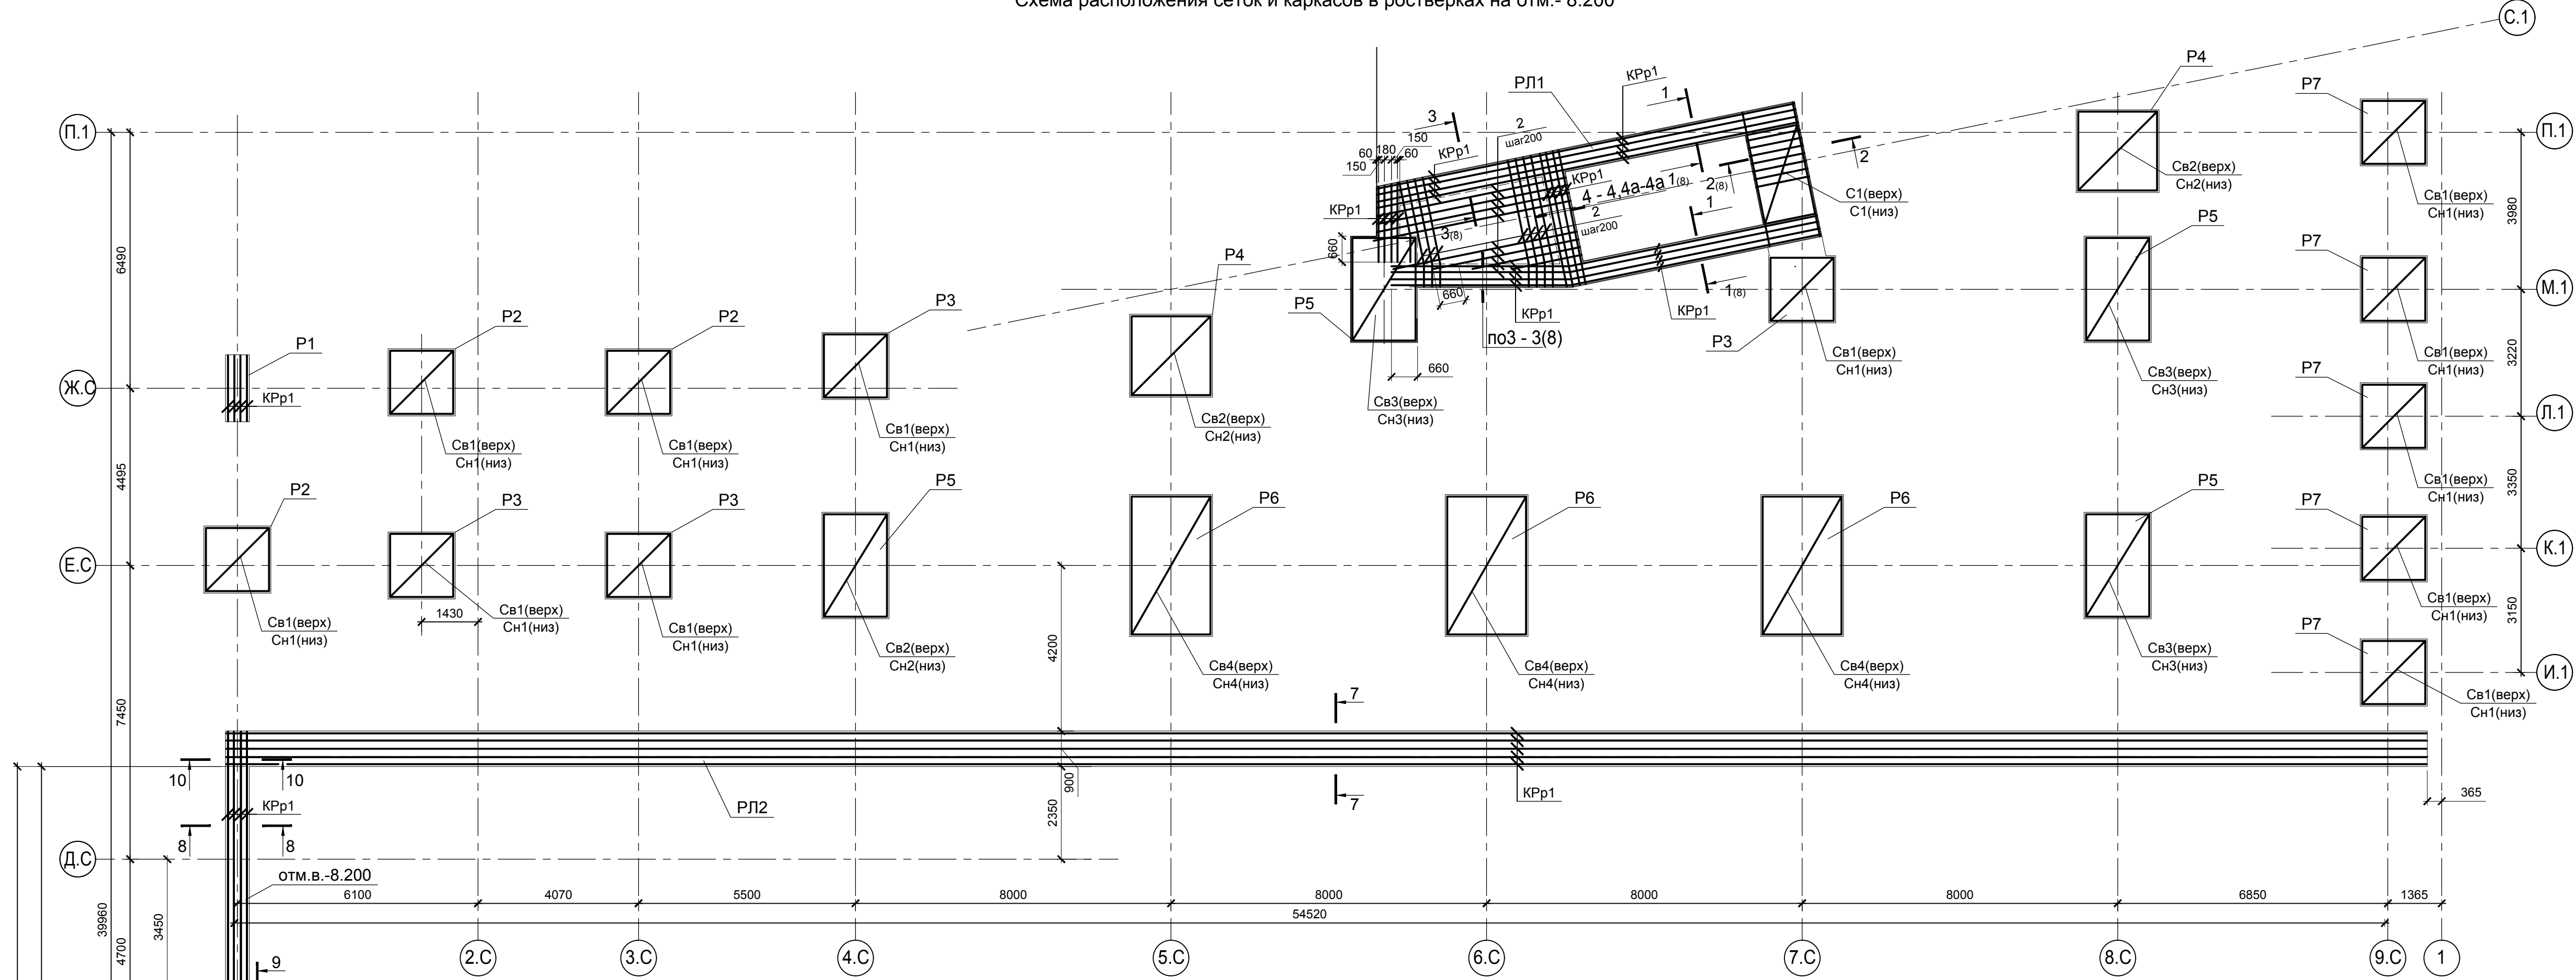 Схема расположения сеток и каркасов в ростверках на отм.- 8.200
С.1
П.1
П.1
Ж.С
Е.С
Д.С
М.1
Л.1
К.1
И.1
6490
4495
7450
39960
4700
3450
3980
3220
3350
3150
РЛ1
КРр1
1
3
2
шаг200
150
60
180
60
150
КРр1
КРр1
КРр1
4 - 4,4а-4а
1(8)
2(8)
2
1
3(8)
2
шаг200
С1(верх)
С1(низ)
660
660
660
Р5
КРр1
КРр1
1(8)
по3 - 3(8)
Св3(верх)
Сн3(низ)
Р3
Св1(верх)
Сн1(низ)
Р4
Св2(верх)
Сн2(низ)
Р5
Св3(верх)
Сн3(низ)
Р7
Св1(верх)
Сн1(низ)
Р7
Св1(верх)
Сн1(низ)
Р7
Св1(верх)
Сн1(низ)
Р7
Св1(верх)
Сн1(низ)
Р7
Св1(верх)
Сн1(низ)
Р1
КРр1
Р2
Св1(верх)
Сн1(низ)
Р2
Св1(верх)
Сн1(низ)
Р3
Св1(верх)
Сн1(низ)
Р4
Св2(верх)
Сн2(низ)
Р2
Св1(верх)
Сн1(низ)
Р3
Св1(верх)
Сн1(низ)
1430
Р3
Св1(верх)
Сн1(низ)
Р5
Св2(верх)
Сн2(низ)
Р6
Св4(верх)
Сн4(низ)
Р6
Св4(верх)
Сн4(низ)
Р6
Св4(верх)
Сн4(низ)
Р5
Св3(верх)
Сн3(низ)
4200
900
2350
7
7
10
10
КРр1
8
8
РЛ2
КРр1
365
отм.в.-8.200
6100
4070
5500
8000
8000
8000
8000
6850
1365
54520
9
2.С
3.С
4.С
5.С
6.С
7.С
8.С
9.С
1